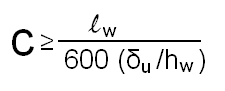 C ≥ ℓw / 600 (δu/hw)